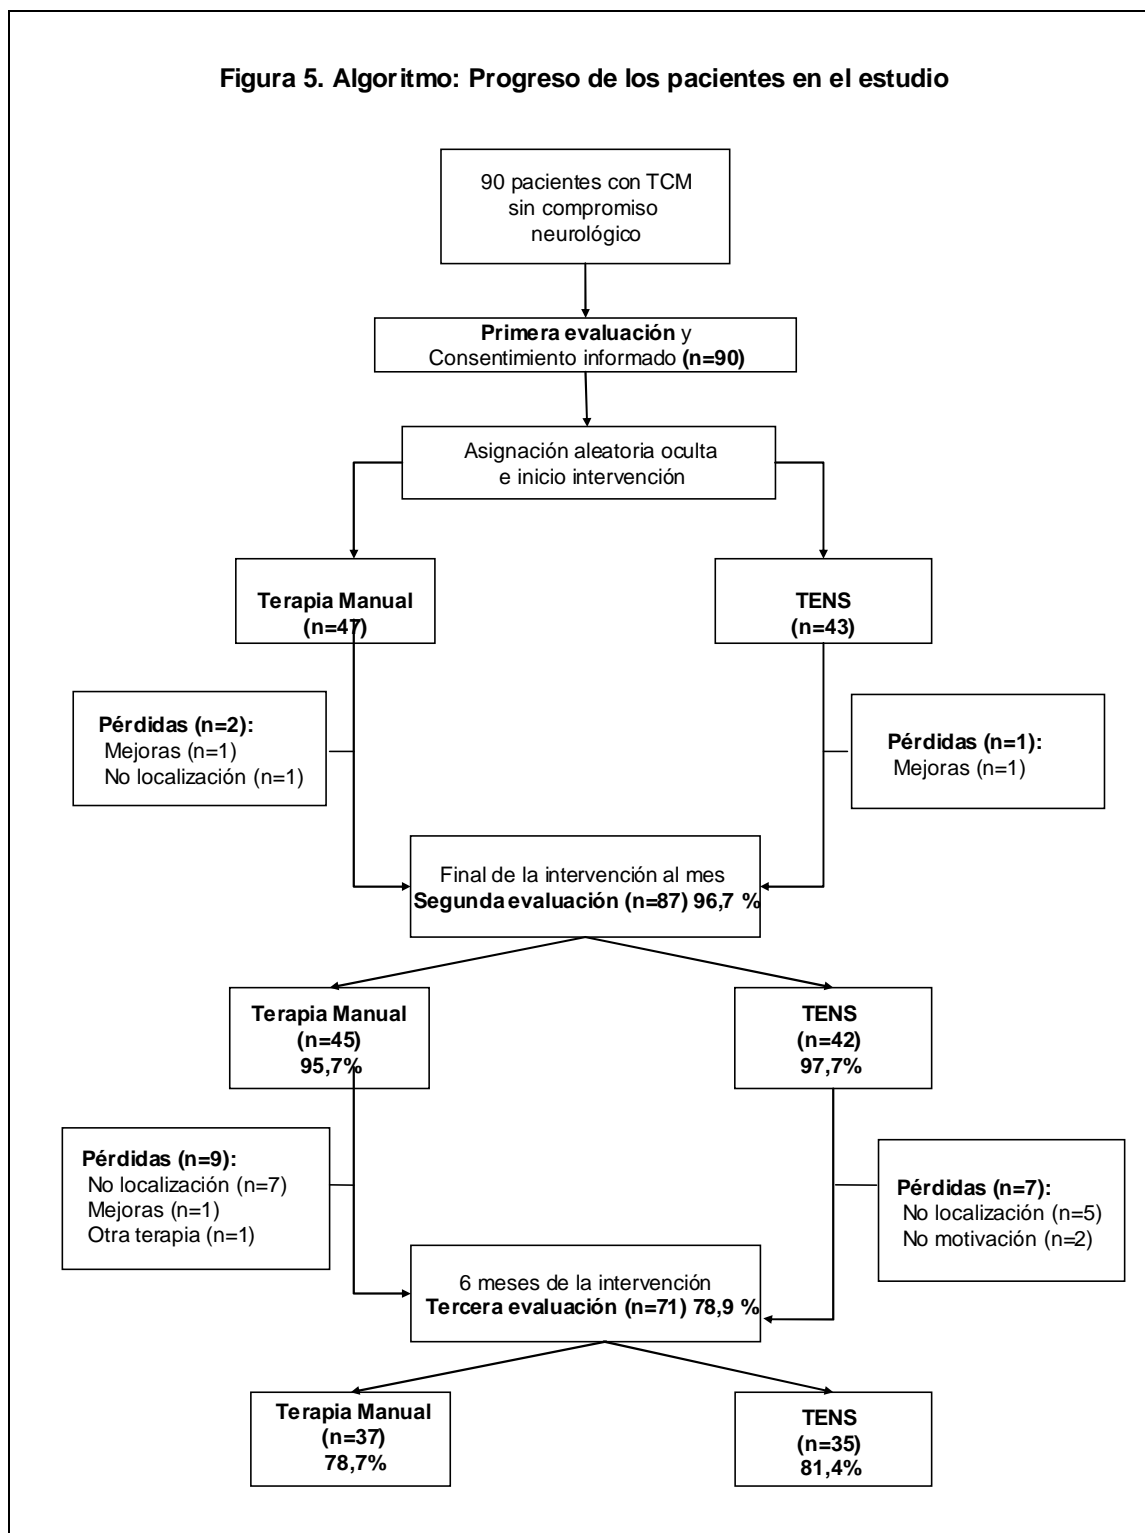 Figura 5. Algoritmo: Progreso de los pacientes en el estudio
90 pacientes con TCM
sin compromiso
neurológico
Primera evaluación y
Consentimiento informado (n=90)
Asignación aleatoria oculta
e inicio intervención
Terapia Manual
(n=47)
TENS
(n=43)
Pérdidas (n=2):
Mejoras (n=1)
No localización (n=1)
Pérdidas (n=1):
Mejoras (n=1)
Final de la intervención al mes
Segunda evaluación (n=87) 96,7 %
Terapia Manual
(n=45)
95,7%
TENS
(n=42)
97,7%
Pérdidas (n=9):
No localización (n=7)
Mejoras (n=1)
Otra terapia (n=1)
Pérdidas (n=7):
No localización (n=5)
No motivación (n=2)
6 meses de la intervención
Tercera evaluación (n=71) 78,9 %
Terapia Manual
(n=37)
78,7%
TENS
(n=35)
81,4%